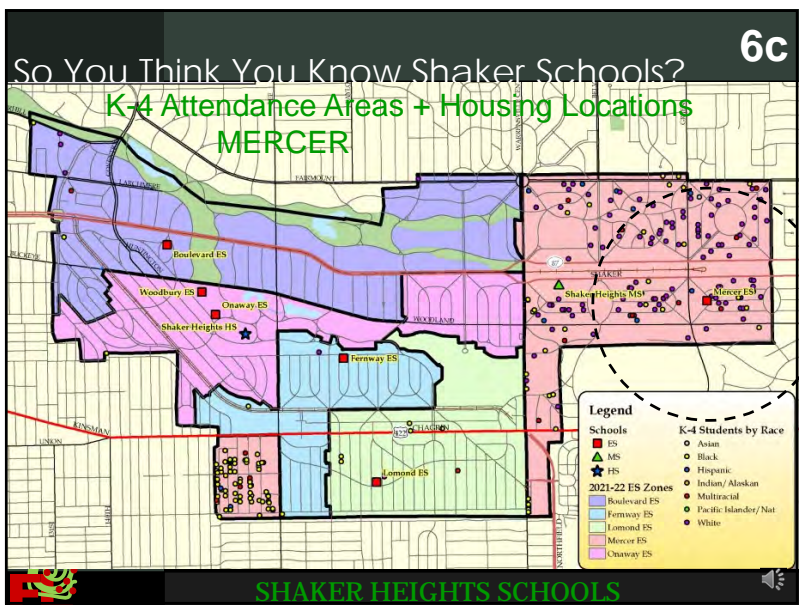 6c
So You Think You Know Shaker Schools?
K-4 Attendance Areas + Housing Locations
MERCER
FAIRMOUNT
LARCHMERE
HUNTINGTON
BUCKEYE
Boulevard ES
87
SHAKER
Woodbury ES
Shaker Heights MS
Mercer ES
Onaway ES
Shaker Heights HS
WOODLAND
Fernway ES
KINSMAN
UNION
422
CHAGRIN
Lomond ES
NORTHFIELD
Legend
Schools
ES
MS
HS
2021-22 ES Zones
Boulevard ES
Fernway ES
Lomond ES
Mercer ES
Onaway ES
K-4 Students by Race
Asian
Black
Hispanic
Indian/ Alaskan
Multiracial
Pacific Islander/Nat
White
SHAKER HEIGHTS SCHOOLS